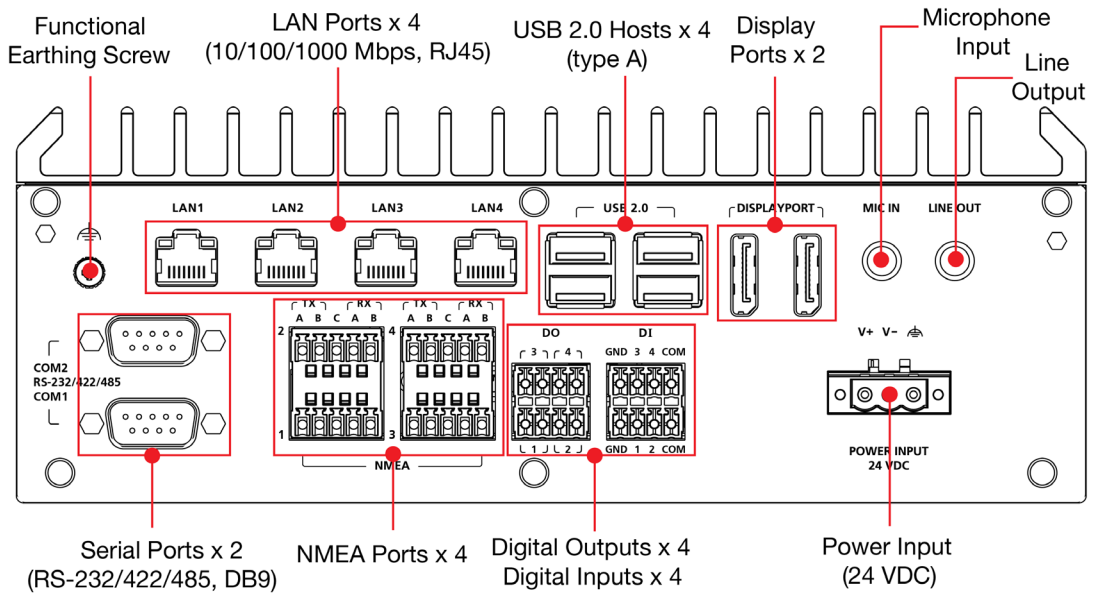 Functional
Earthing Screw
LAN Ports x 4
(10/100/1000 Mbps, RJ45)
USB 2.0 Hosts x 4
(type A)
Display
Ports x 2
Microphone
Input
Line
Output
LAN1 LAN2 LAN3 LAN4
USB 2.0
DISPLAYPORT
MIC IN
LINE OUT
TX RX TX RX
A B C A B A B C A B
2 4
1 3
NMEA
COM2
RS-232/422/485
COM1
DO DI
3 4 GND 3 4 COM
1 2 GND 1 2 COM
V+ V-
POWER INPUT
24 VDC
Serial Ports x 2
(RS-232/422/485, DB9)
NMEA Ports x 4
Digital Outputs x 4
Digital Inputs x 4
Power Input
(24 VDC)